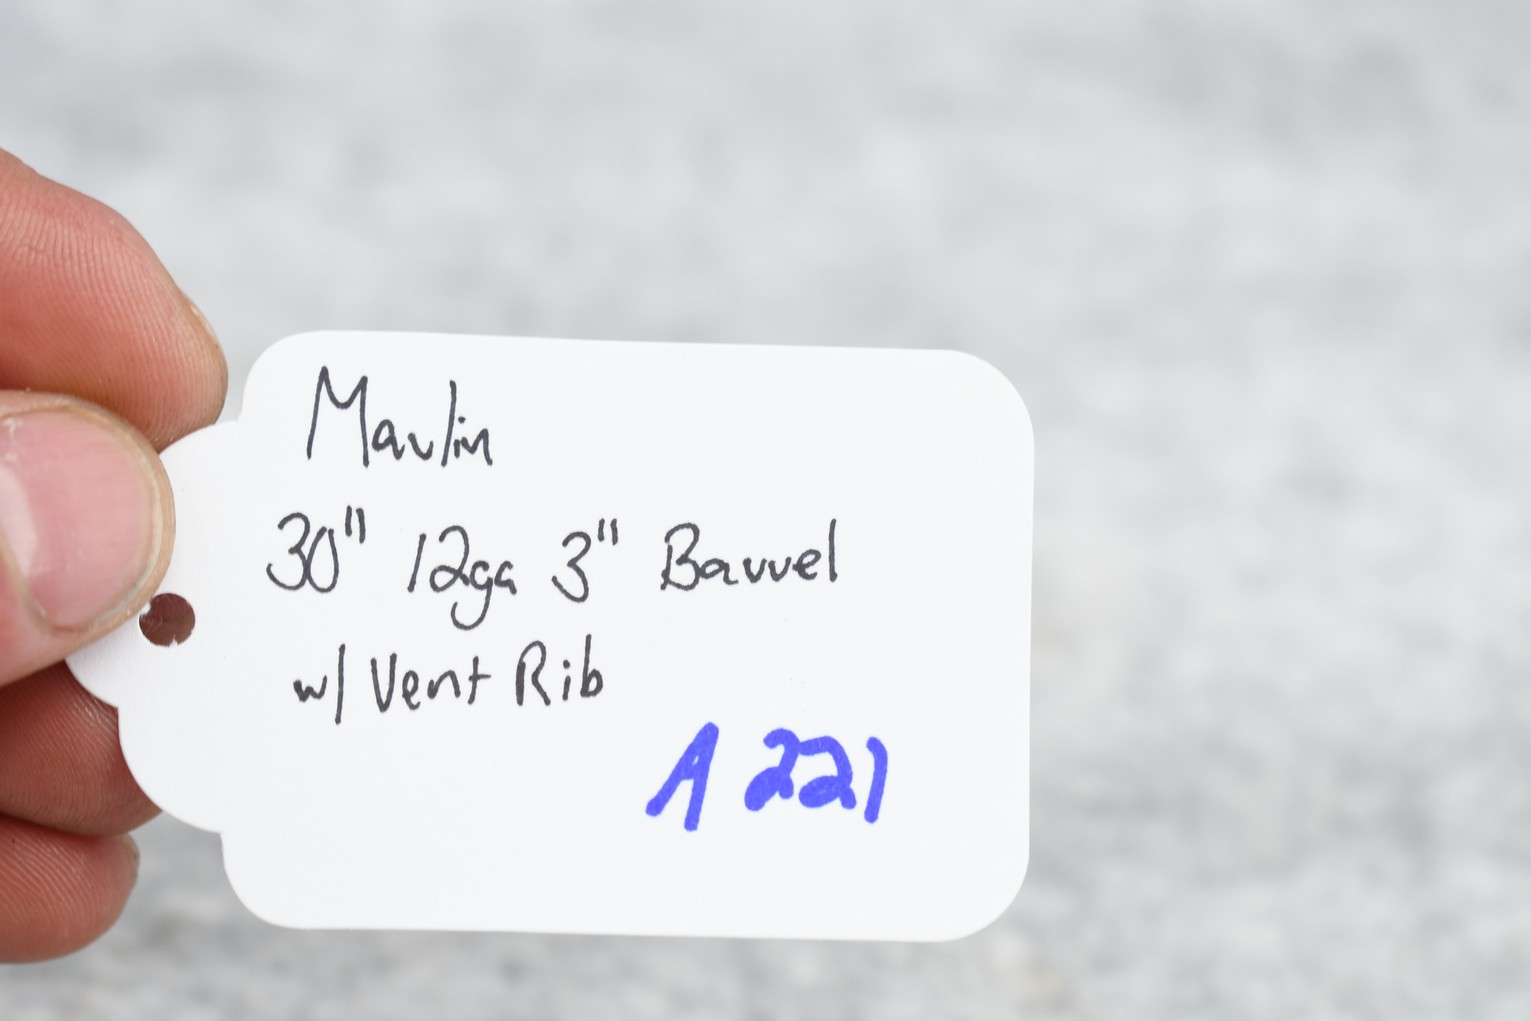 Marlin
30" 12ga 3" Barrel
w/ Vent Rib
A 221